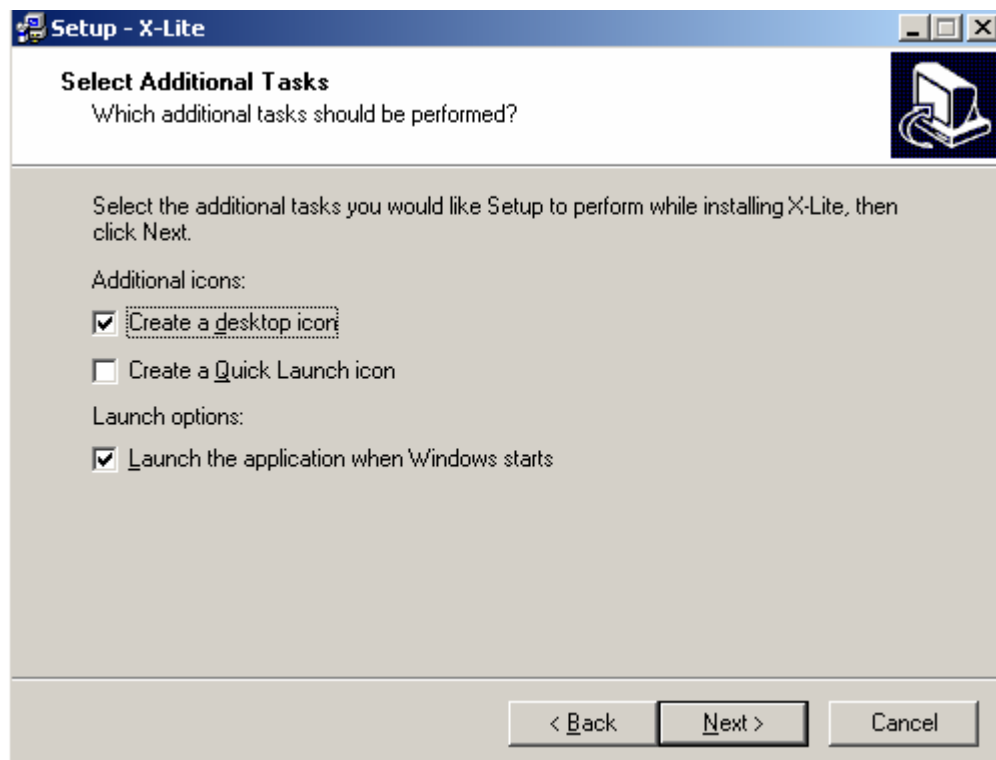 Setup - X-Lite
Select Additional Tasks
Which additional tasks should be performed?
Select the additional tasks you would like Setup to perform while installing X-Lite, then
click Next.
Additional icons:
Create a desktop icon
Create a Quick Launch icon
Launch options:
Launch the application when Windows starts
< Back
Next >
Cancel